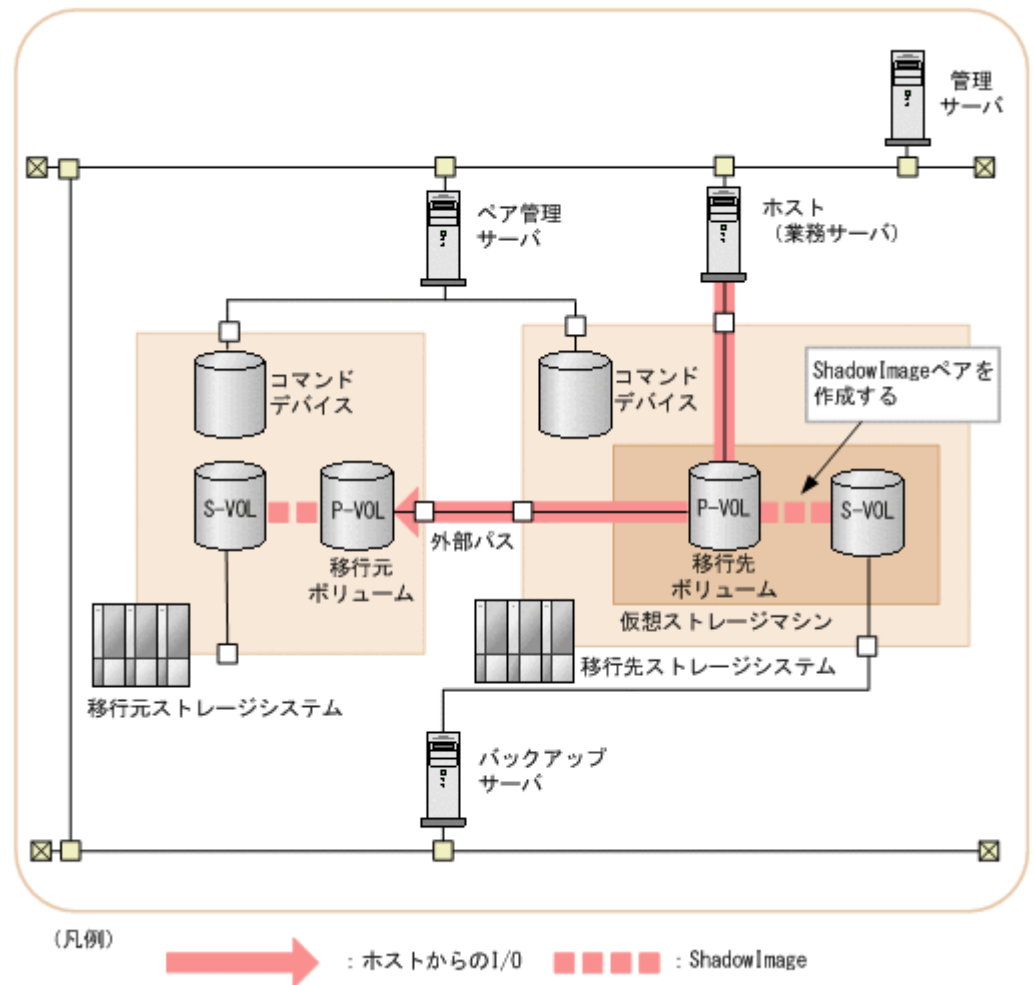 管理
サーバ
ペア管理
サーバ
ホスト
(業務サーバ)
コマンド
デバイス
コマンド
デバイス
ShadowImageペアを
作成する
S-VOL
P-VOL
P-VOL
S-VOL
外部パス
移行元
ボリューム
移行先
ボリューム
仮想ストレージマシン
移行先ストレージシステム
移行元ストレージシステム
バックアップ
サーバ
(凡例)
:ホストからのI/O
:ShadowImage